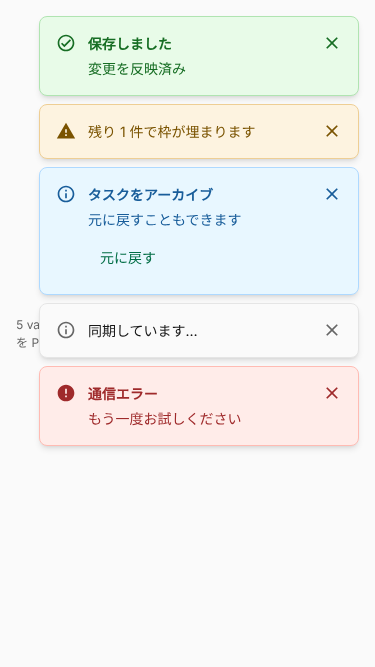 保存しました
変更を反映済み
残り 1 件で枠が埋まります
タスクをアーカイブ
元に戻すこともできます
元に戻す
5 va
を P
同期しています...
通信エラー
もう一度お試しください